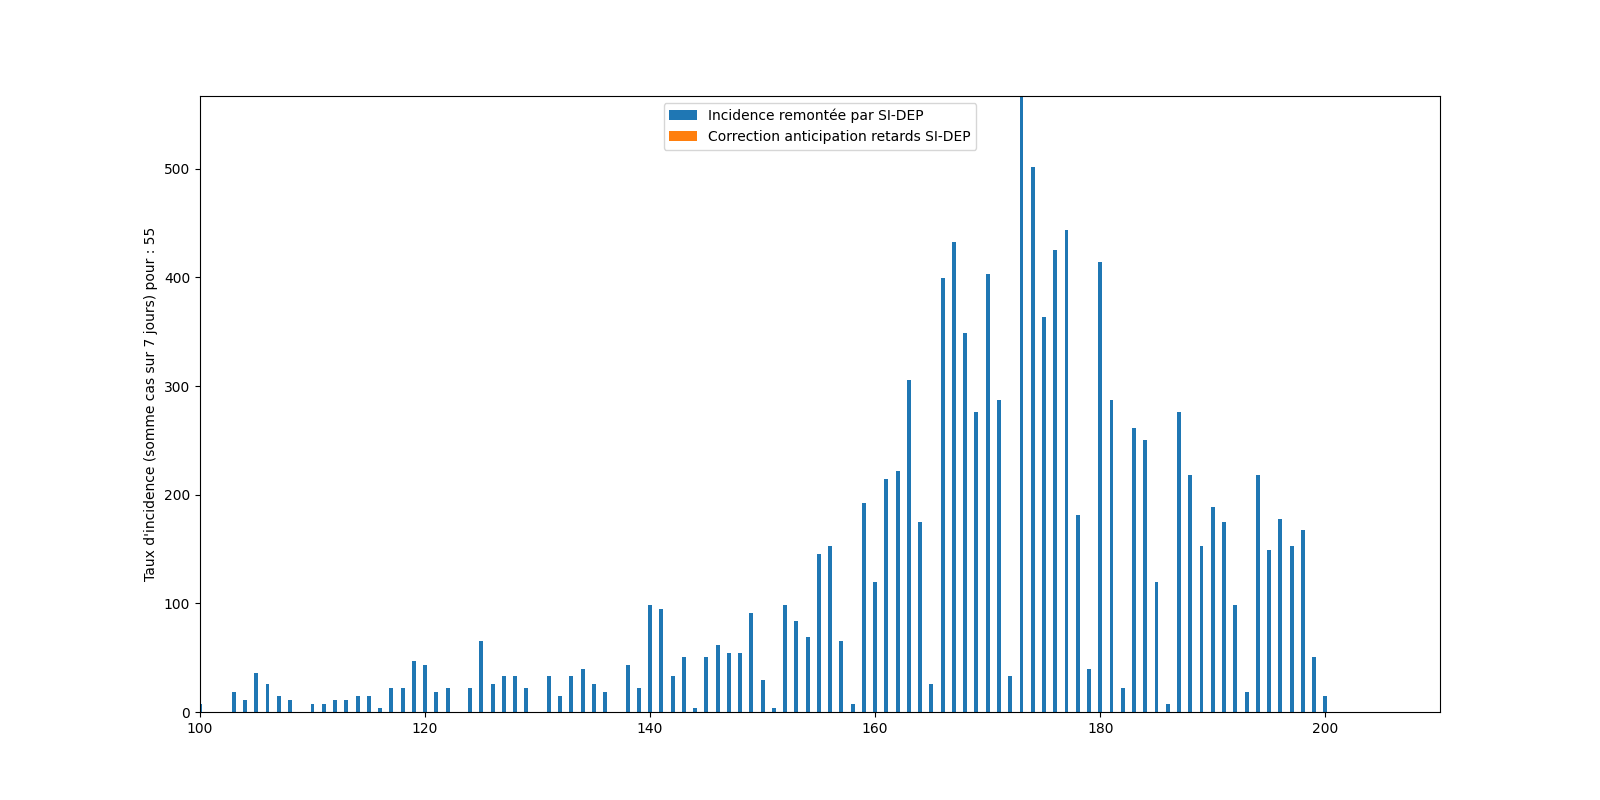 Incidence remontée par SI-DEP
Correction anticipation retards SI-DEP
Taux d'incidence (somme cas sur 7 jours) pour : 55
500
400
300
200
100
0
100 120 140 160 180 200